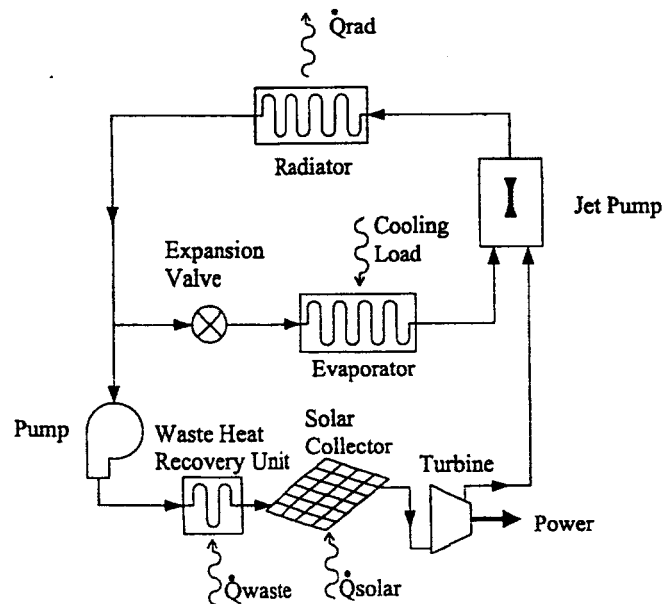 Q̇rad
Radiator
Jet Pump
Cooling
Load
Expansion
Valve
Evaporator
Pump
Waste Heat
Recovery Unit
Solar
Collector
Turbine
Power
Q̇waste
Q̇solar